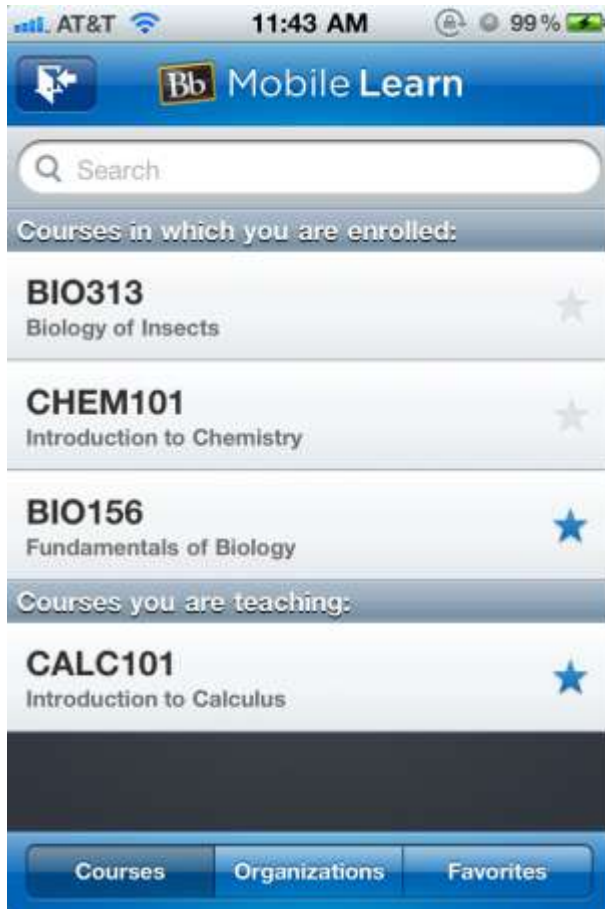 AT&T 11:43 AM 99%
Bb Mobile Learn
Search
Courses in which you are enrolled:
BIO313
Biology of Insects
CHEM101
Introduction to Chemistry
BIO156
Fundamentals of Biology
Courses you are teaching:
CALC101
Introduction to Calculus
Courses Organizations Favorites